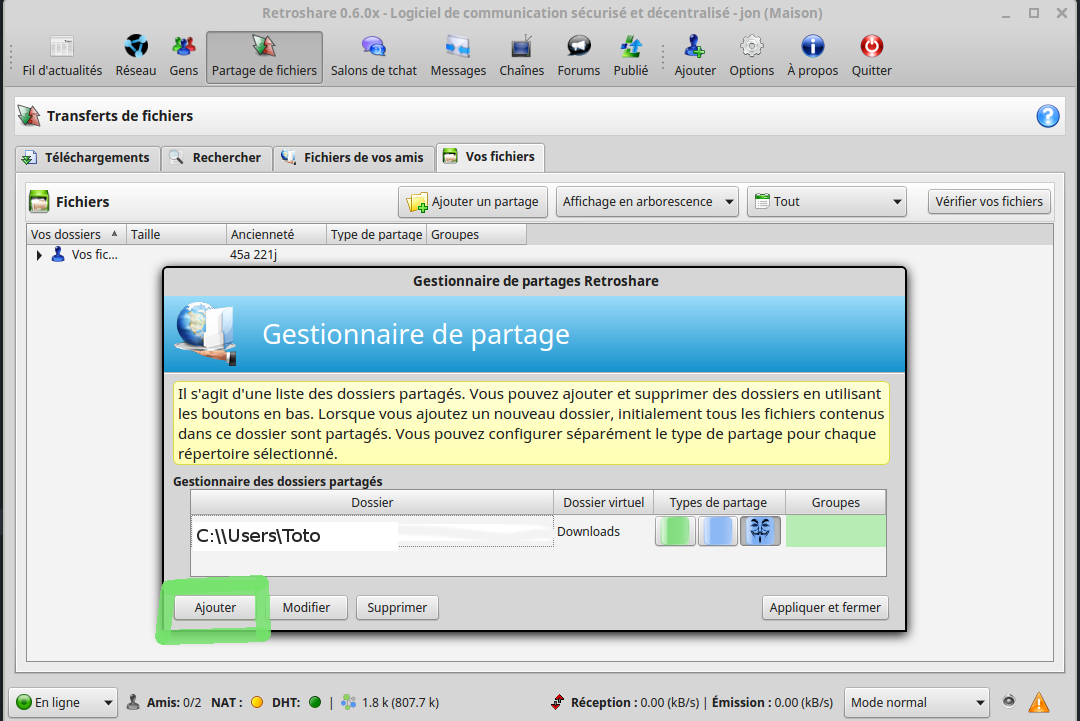 Retroshare 0.6.0x - Logiciel de communication sécurisé et décentralisé - jon (Maison)
Fil d'actualités Réseau Gens Partage de fichiers Salons de tchat Messages Chaînes Forums Publié Ajouter Options À propos Quitter
Transferts de fichiers
Téléchargements Rechercher Fichiers de vos amis Vos fichiers
Fichiers Ajouter un partage Affichage en arborescence Tout Vérifier vos fichiers
Vos dossiers Taille Ancienneté Type de partage Groupes
Vos fic... 45a 221j
Gestionnaire de partages Retroshare
Gestionnaire de partage
Il s'agit d'une liste des dossiers partagés. Vous pouvez ajouter et supprimer des dossiers en utilisant
les boutons en bas. Lorsque vous ajoutez un nouveau dossier, initialement tous les fichiers contenus
dans ce dossier sont partagés. Vous pouvez configurer séparément le type de partage pour chaque
répertoire sélectionné.
Gestionnaire des dossiers partagés
Dossier Dossier virtuel Types de partage Groupes
C:\\Users\Toto Downloads
Ajouter Modifier Supprimer Appliquer et fermer
En ligne Amis: 0/2 NAT : DHT: | 1.8 k (807.7 k) Réception : 0.00 (kB/s) | Émission : 0.00 (kB/s) Mode normal